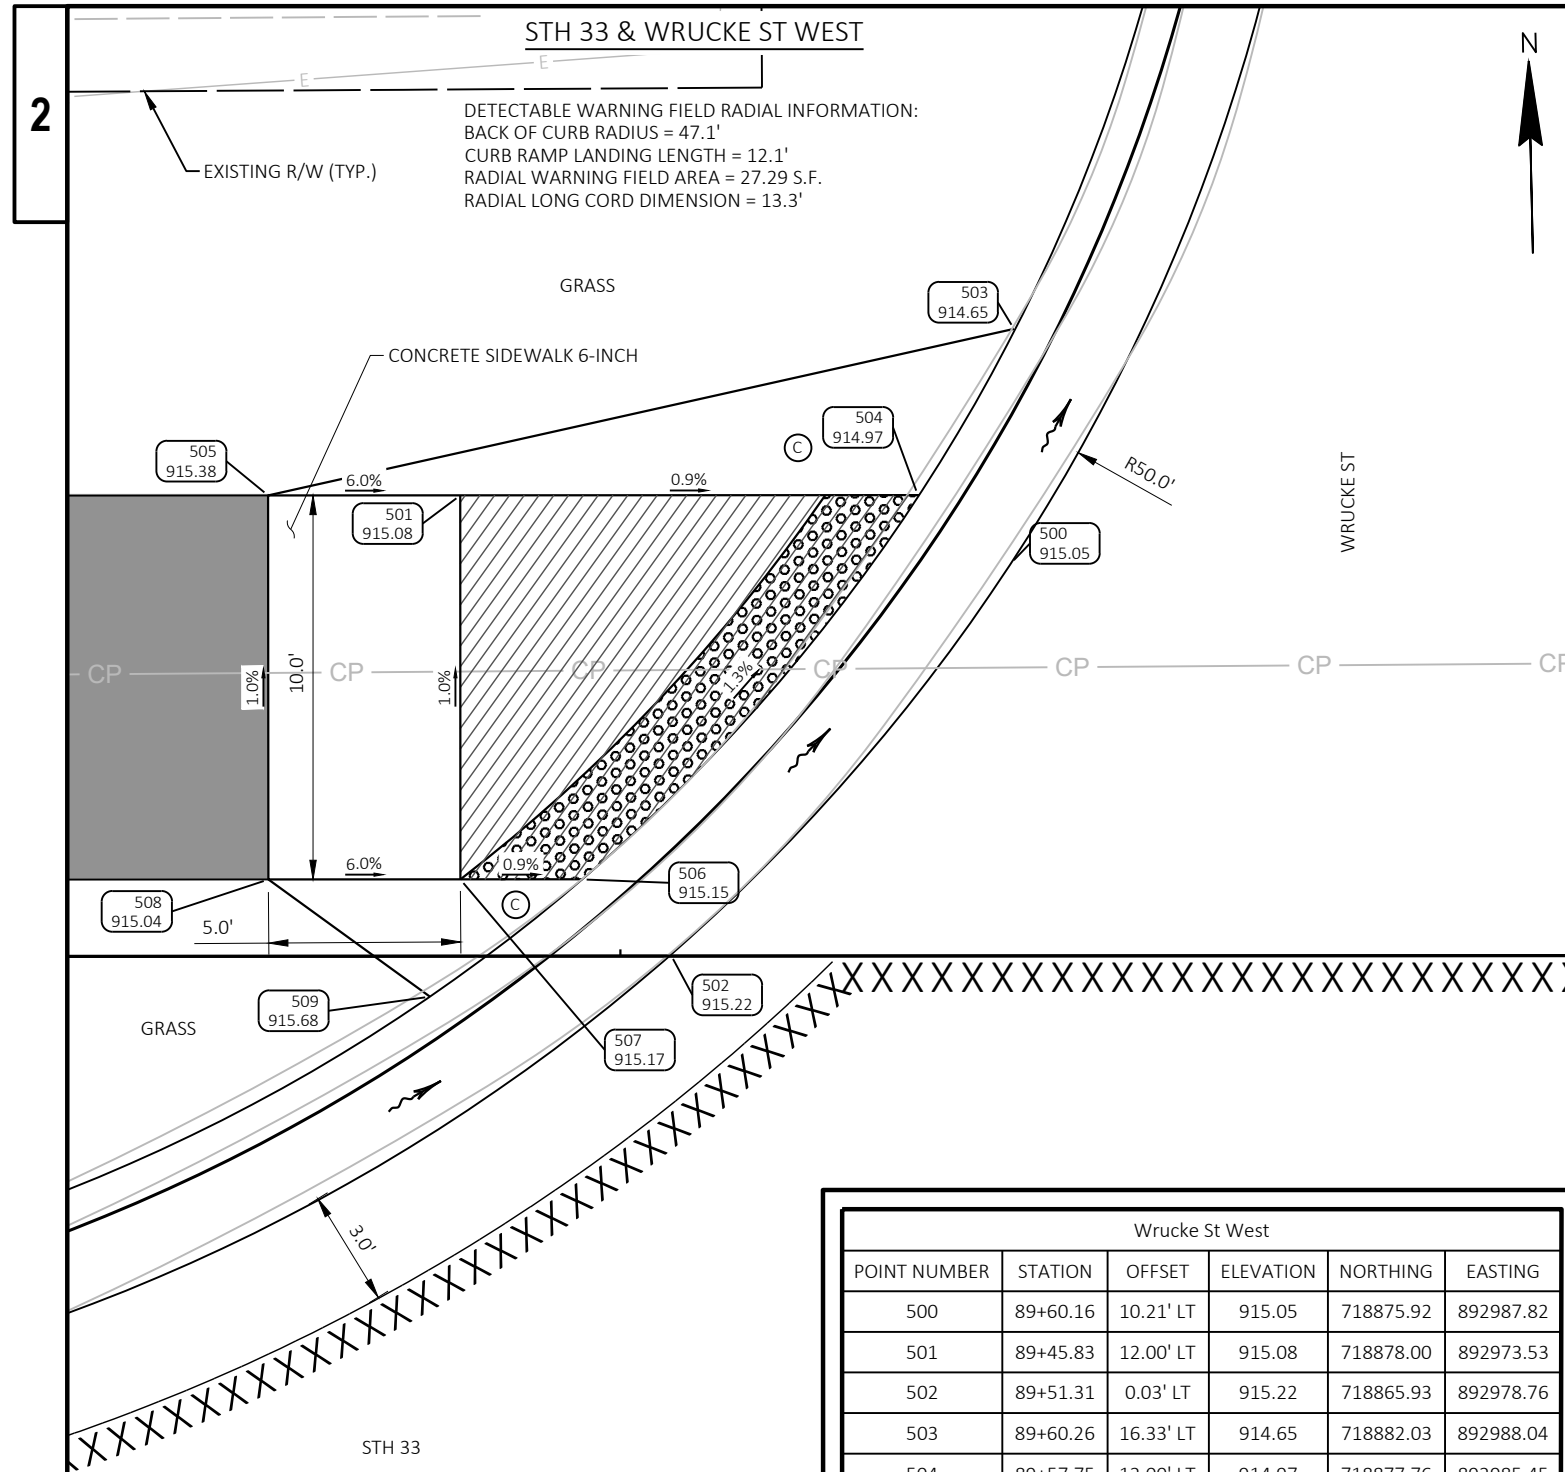 STH 33 & WRUCKE ST WEST
N
2
E
E
DETECTABLE WARNING FIELD RADIAL INFORMATION:
BACK OF CURB RADIUS = 47.1'
CURB RAMP LANDING LENGTH = 12.1'
RADIAL WARNING FIELD AREA = 27.29 S.F.
RADIAL LONG CORD DIMENSION = 13.3'
EXISTING R/W (TYP.)
GRASS
503
914.65
CONCRETE SIDEWALK 6-INCH
504
914.97
C
505
915.38
6.0%
0.9%
501
915.08
R50.0'
WRUCKE ST
500
915.05
10.0'
1.0%
1.0%
1.3%
CP
CP
CP
CP
CP
CP
CP
6.0%
0.9%
506
915.15
508
915.04
C
5.0'
509
915.68
502
915.22
GRASS
507
915.17
XXXXXXXXXXXXXXXXXXXXXXXX
3.0'
STH 33
Wrucke St West
POINT NUMBER STATION OFFSET ELEVATION NORTHING EASTING
500 89+60.16 10.21' LT 915.05 718875.92 892987.82
501 89+45.83 12.00' LT 915.08 718878.00 892973.53
502 89+51.31 0.03' LT 915.22 718865.93 892978.76
503 89+60.26 16.33' LT 914.65 718882.03 892988.04